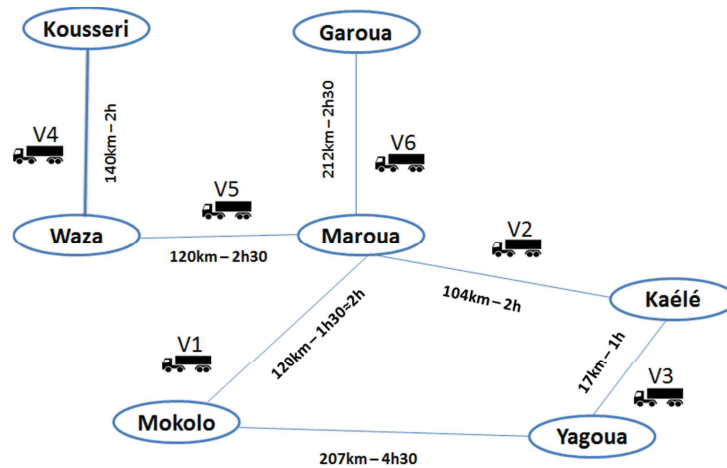 Kousseri
Garoua
V4
140km – 2h
212km – 2h30
V6
V5
V2
Waza
Maroua
120km – 2h30
104km – 2h
Kaélé
V1
120km – 1h30=2h
17km – 1h
V3
Mokolo
Yagoua
207km – 4h30